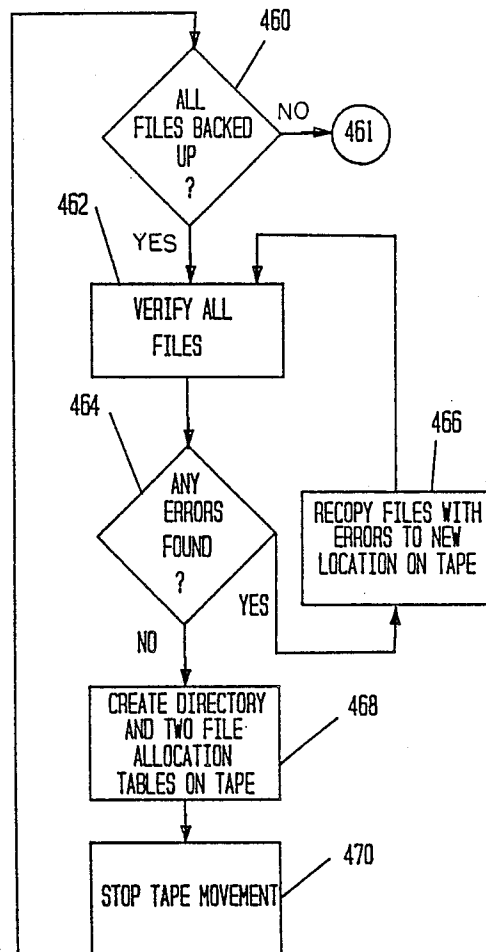 460
ALL
FILES BACKED
UP
?
NO
461
462
YES
VERIFY ALL
FILES
464
466
ANY
ERRORS
FOUND
?
RECOPY FILES WITH
ERRORS TO NEW
LOCATION ON TAPE
YES
NO
CREATE DIRECTORY
AND TWO FILE
ALLOCATION
TABLES ON TAPE
468
470
STOP TAPE MOVEMENT